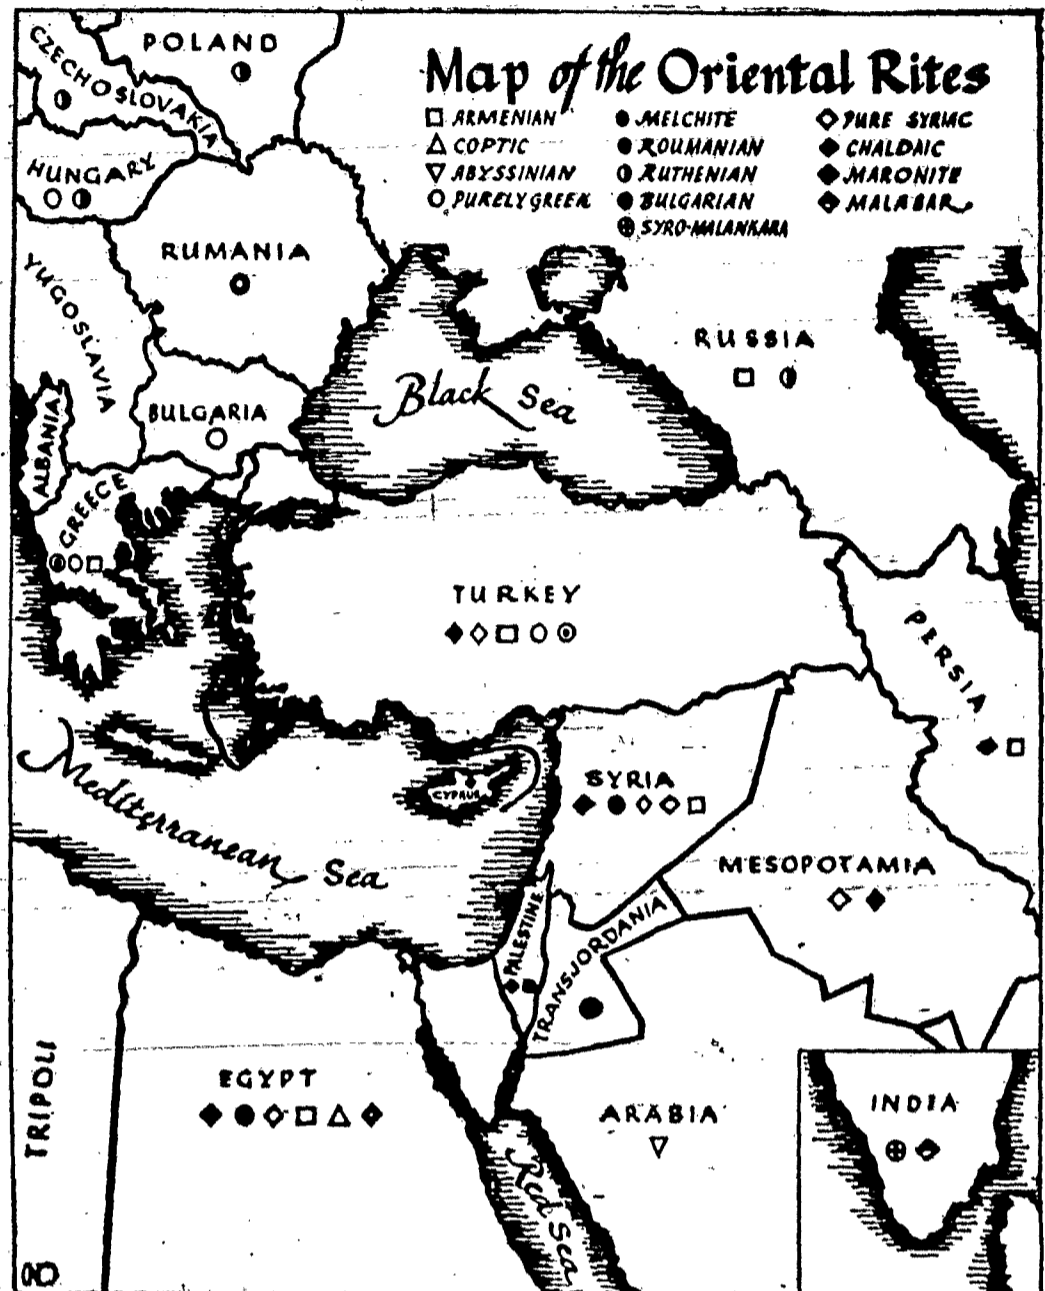 Map of the Oriental Rites
ARMENIAN
COPTIC
ABYSSINIAN
PURELY GREEK
MELCHITE
ROUMANIAN
RUTHENIAN
BULGARIAN
SYRO-MALANKARA
PURE SYRIAC
CHALDAIC
MARONITE
MALABAR
POLAND
CZECHOSLOVAKIA
HUNGARY
RUMANIA
YUGOSLAVIA
RUSSIA
Black Sea
BULGARIA
ALBANIA
GREECE
TURKEY
PERSIA
Mediterranean Sea
CYPRUS
SYRIA
MESOPOTAMIA
PALESTINE
TRANSJORDANIA
TRIPOLI
EGYPT
ARABIA
INDIA
Red Sea